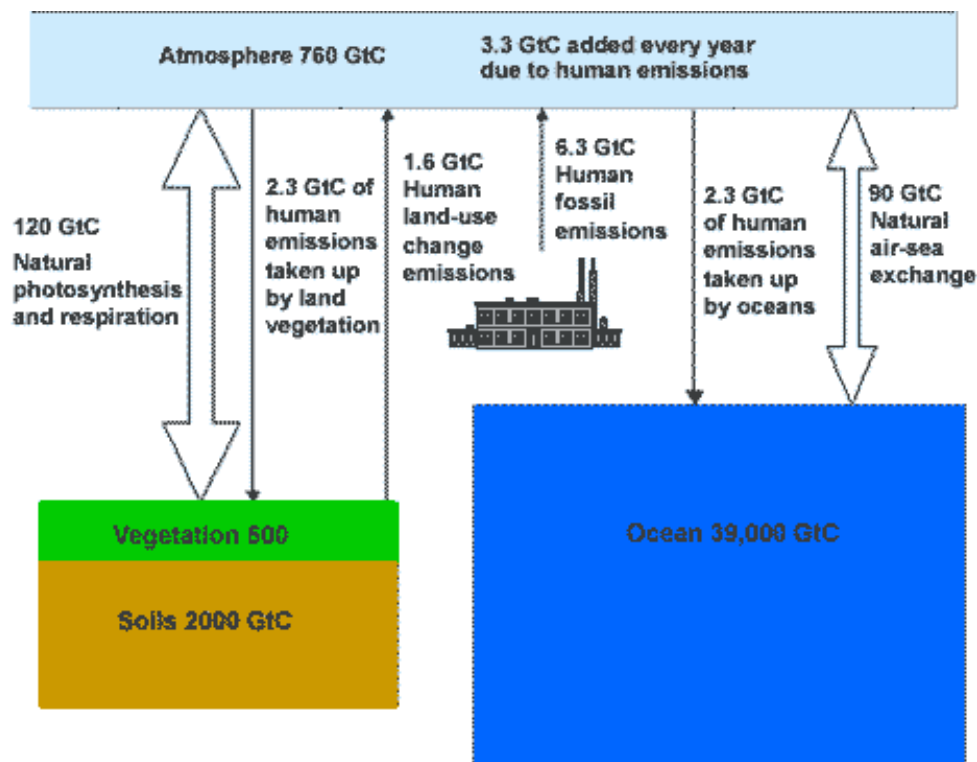 Atmosphere 760 GtC
3.3 GtC added every year
due to human emissions
120 GtC
Natural
photosynthesis
and respiration
2.3 GtC of
human
emissions
taken up
by land
vegetation
1.6 GtC
Human
land-use
change
emissions
6.3 GtC
Human
fossil
emissions
2.3 GtC
of human
emissions
taken up
by oceans
90 GtC
Natural
air-sea
exchange
Vegetation 500
Soils 2000 GtC
Ocean 39,000 GtC